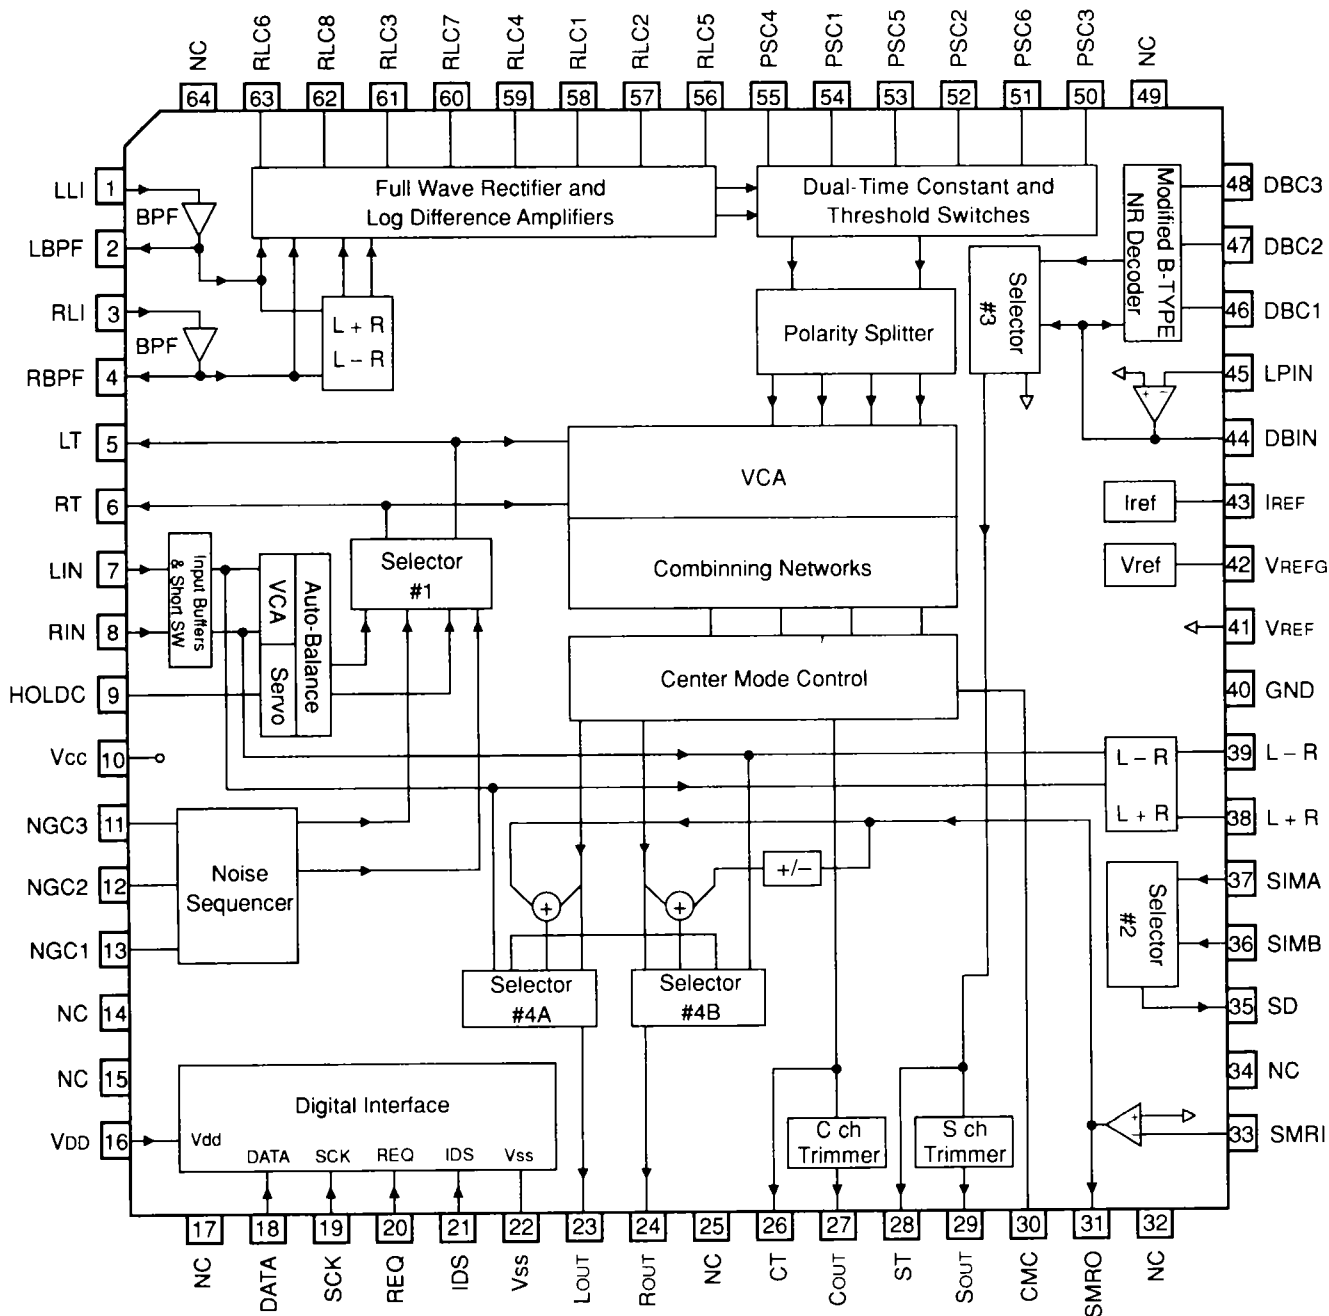 NC RLC6 RLC8 RLC3 RLC7 RLC4 RLC1 RLC2 RLC5 PSC4 PSC1 PSC5 PSC2 PSC6 PSC3 NC
64 63 62 61 60 59 58 57 56 55 54 53 52 51 50 49
LLI 1
BPF
LBPF 2
RLI 3
BPF
RBPF 4
LT 5
RT 6
LIN 7
RIN 8
HOLDC 9
Vcc 10
NGC3 11
NGC2 12
NGC1 13
NC 14
NC 15
VDD 16
Full Wave Rectifier and
Log Difference Amplifiers
Dual-Time Constant and
Threshold Switches
L + R
L − R
Polarity Splitter
Selector
#3
Modified B-TYPE
NR Decoder
+ −
VCA
Combinning Networks
Center Mode Control
Selector
#1
Input Buffers
& Short SW
VCA
Servo
Auto-Balance
Iref
Vref
L − R
L + R
Noise
Sequencer
+
+
+/−
Selector
#2
Selector
#4A
Selector
#4B
Digital Interface
Vdd
DATA SCK REQ IDS Vss
C ch
Trimmer
S ch
Trimmer
+
−
48 DBC3
47 DBC2
46 DBC1
45 LPIN
44 DBIN
43 IREF
42 VREFG
41 VREF
40 GND
39 L − R
38 L + R
37 SIMA
36 SIMB
35 SD
34 NC
33 SMRI
17 18 19 20 21 22 23 24 25 26 27 28 29 30 31 32
NC DATA SCK REQ IDS Vss LOUT ROUT NC CT COUT ST SOUT CMC SMRO NC